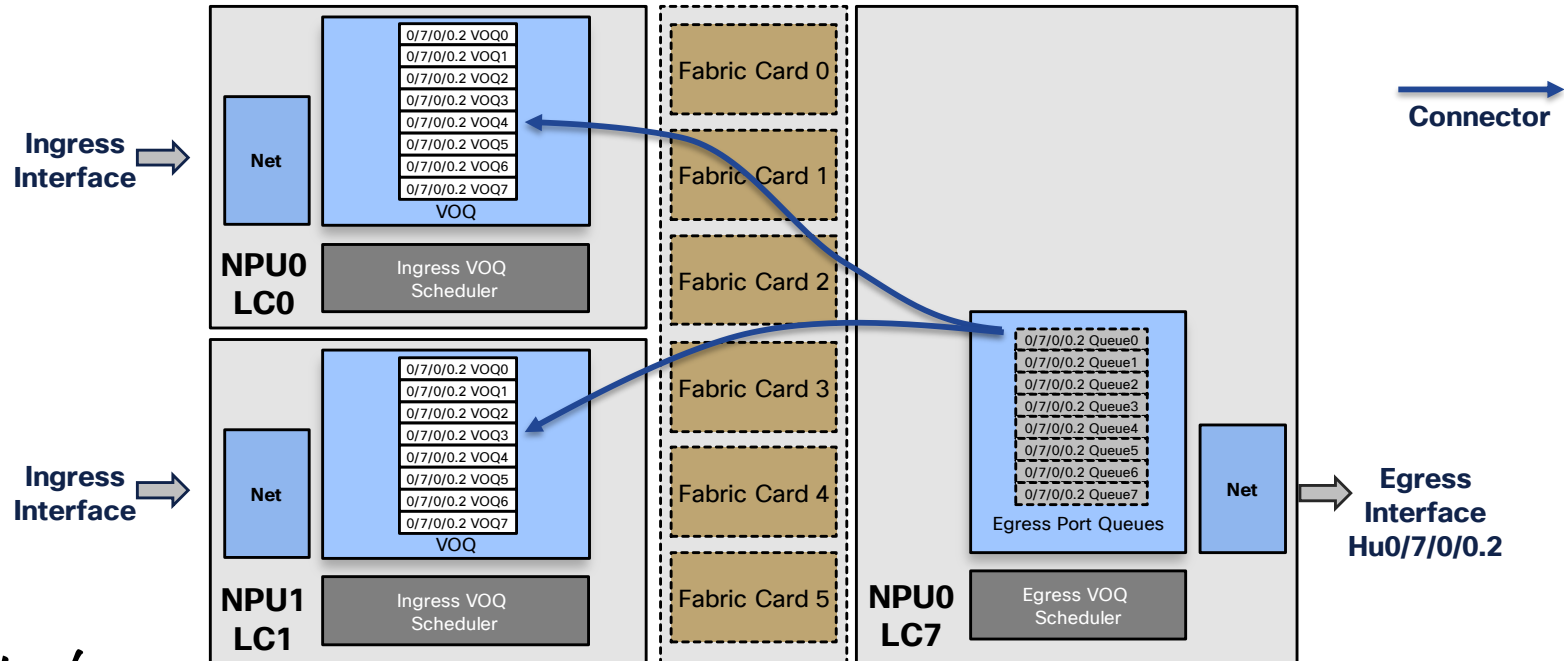 Ingress
Interface
Net
0/7/0/0.2 VOQ0
0/7/0/0.2 VOQ1
0/7/0/0.2 VOQ2
0/7/0/0.2 VOQ3
0/7/0/0.2 VOQ4
0/7/0/0.2 VOQ5
0/7/0/0.2 VOQ6
0/7/0/0.2 VOQ7
VOQ
NPU0
LC0
Ingress VOQ
Scheduler
Ingress
Interface
Net
0/7/0/0.2 VOQ0
0/7/0/0.2 VOQ1
0/7/0/0.2 VOQ2
0/7/0/0.2 VOQ3
0/7/0/0.2 VOQ4
0/7/0/0.2 VOQ5
0/7/0/0.2 VOQ6
0/7/0/0.2 VOQ7
VOQ
NPU1
LC1
Ingress VOQ
Scheduler
Fabric Card 0
Fabric Card 1
Fabric Card 2
Fabric Card 3
Fabric Card 4
Fabric Card 5
0/7/0/0.2 Queue0
0/7/0/0.2 Queue1
0/7/0/0.2 Queue2
0/7/0/0.2 Queue3
0/7/0/0.2 Queue4
0/7/0/0.2 Queue5
0/7/0/0.2 Queue6
0/7/0/0.2 Queue7
Egress Port Queues
NPU0
LC7
Egress VOQ
Scheduler
Net
Egress
Interface
Hu0/7/0/0.2
Connector